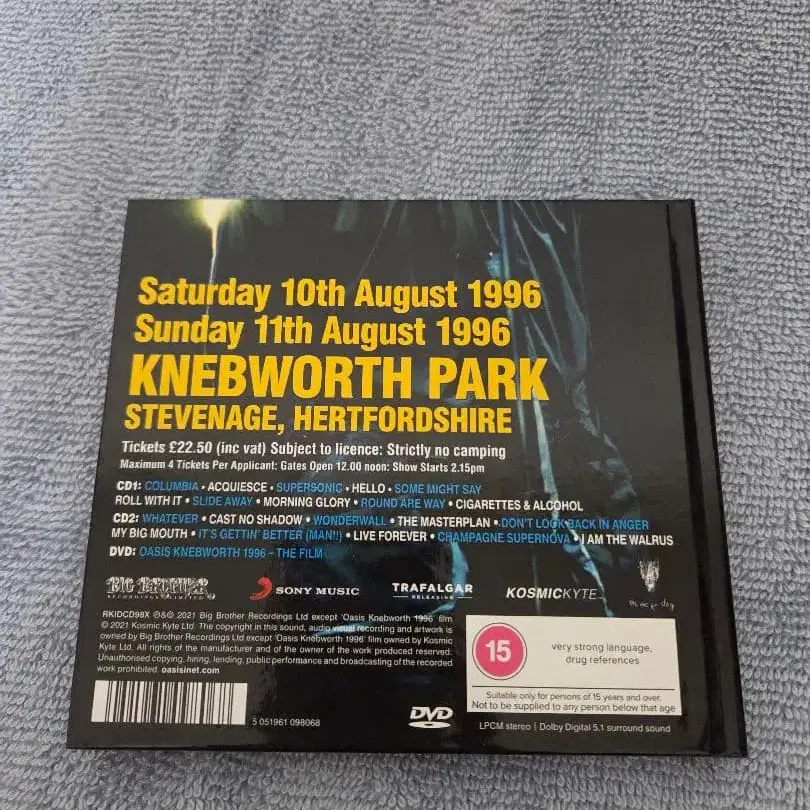 Saturday 10th August 1996
Sunday 11th August 1996
KNEBWORTH PARK
STEVENAGE, HERTFORDSHIRE
Tickets £22.50 (inc vat) Subject to licence: Strictly no camping
Maximum 4 Tickets Per Applicant: Gates Open 12.00 noon: Show Starts 2.15pm
CD1: COLUMBIA • ACQUIESCE • SUPERSONIC • HELLO • SOME MIGHT SAY
ROLL WITH IT • SLIDE AWAY • MORNING GLORY • ROUND ARE WAY • CIGARETTES & ALCOHOL
CD2: WHATEVER • CAST NO SHADOW • WONDERWALL • THE MASTERPLAN • DON'T LOOK BACK IN ANGER
MY BIG MOUTH • IT'S GETTIN' BETTER (MAN!!) • LIVE FOREVER • CHAMPAGNE SUPERNOVA • I AM THE WALRUS
DVD: OASIS KNEBWORTH 1996 - THE FILM
BIG BROTHER
RECORDINGS LIMITED
SONY MUSIC
TRAFALGAR
RELEASING
KOSMICKYTE
RKIDCD98X ℗&© 2021 Big Brother Recordings Ltd except 'Oasis Knebworth 1996' film
© 2021 Kosmic Kyte Ltd. The copyright in this sound, audio visual recording and artwork is
owned by Big Brother Recordings Ltd except 'Oasis Knebworth 1996' film owned by Kosmic
Kyte Ltd. All rights of the manufacturer and of the owner of the work produced reserved.
Unauthorised copying, hiring, lending, public performance and broadcasting of the recorded
work prohibited. oasisinet.com
15
very strong language,
drug references
Suitable only for persons of 15 years and over.
Not to be supplied to any person below that age
5 051961 098068
DVD
LPCM stereo | Dolby Digital 5.1 surround sound